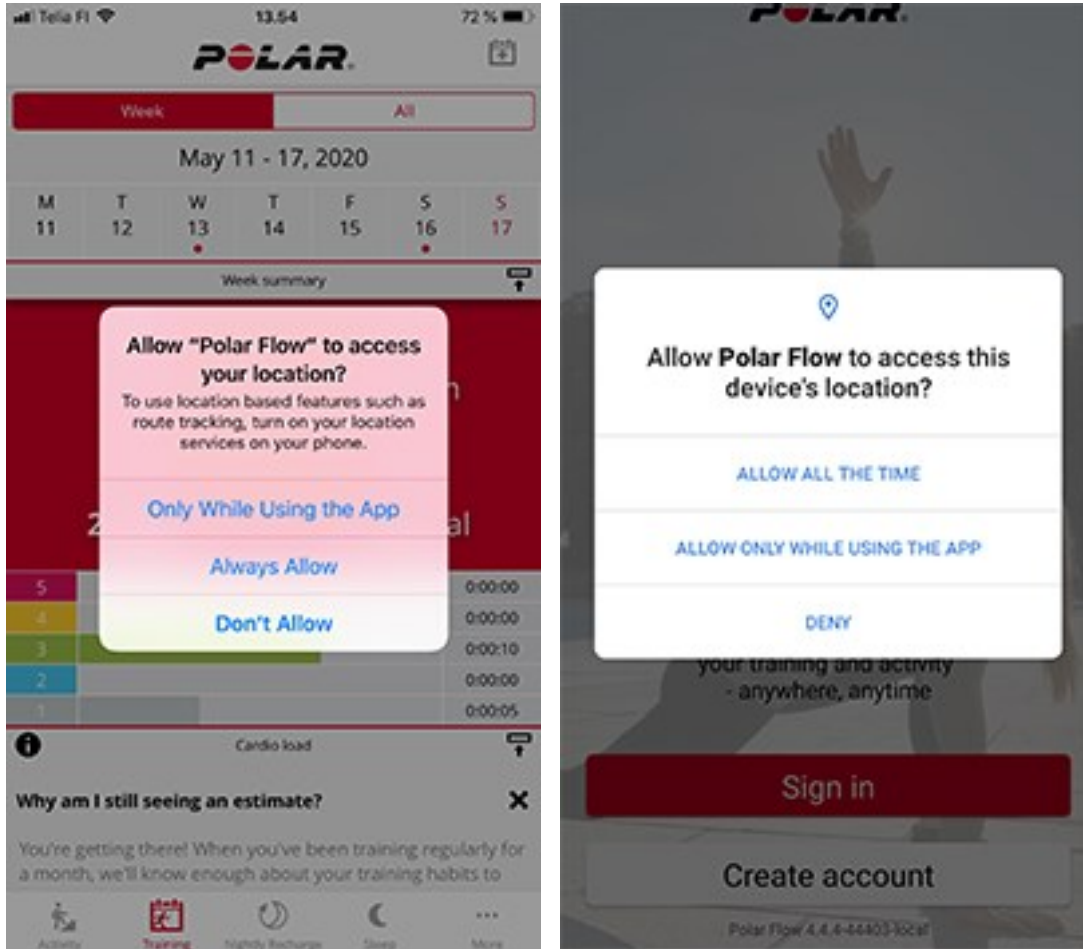 Telia FI
13.54
72 %
POLAR.
Week
All
May 11 - 17, 2020
M T W T F S S
11 12 13 14 15 16 17
Week summary
Allow “Polar Flow” to access
your location?
To use location based features such as
route tracking, turn on your location
services on your phone.
Only While Using the App
Always Allow
Don't Allow
5 0:00:00
4 0:00:00
3 0:00:10
2 0:00:00
1 0:00:05
Cardio load
Why am I still seeing an estimate?
You're getting there! When you've been training regularly for
a month, we'll know enough about your training habits to
Activity
Training
Nightly Recharge
Sleep
More
POLAR.
Allow Polar Flow to access this
device's location?
ALLOW ALL THE TIME
ALLOW ONLY WHILE USING THE APP
DENY
your training and activity
- anywhere, anytime
Sign in
Create account
Polar Flow 4.4.4-44403-local